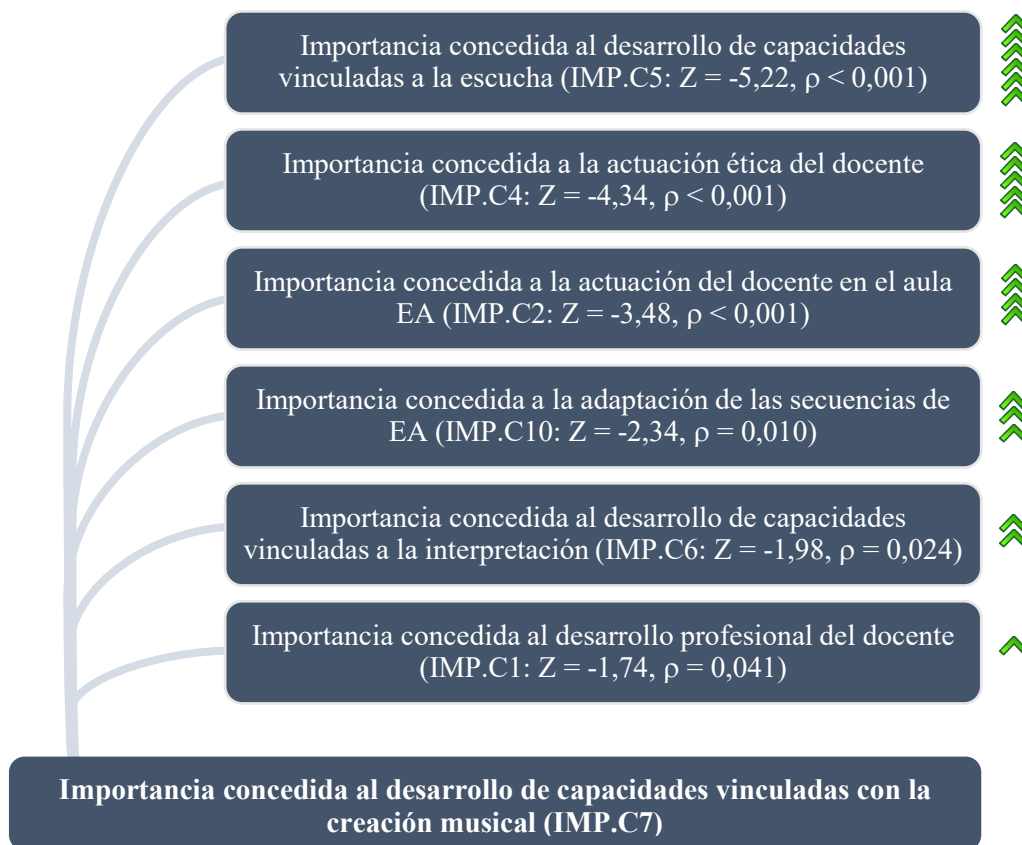 Importancia concedida al desarrollo de capacidades
vinculadas a la escucha (IMP.C5: Z = -5,22, ρ < 0,001)
Importancia concedida a la actuación ética del docente
(IMP.C4: Z = -4,34, ρ < 0,001)
Importancia concedida a la actuación del docente en el aula
EA (IMP.C2: Z = -3,48, ρ < 0,001)
Importancia concedida a la adaptación de las secuencias de
EA (IMP.C10: Z = -2,34, ρ = 0,010)
Importancia concedida al desarrollo de capacidades
vinculadas a la interpretación (IMP.C6: Z = -1,98, ρ = 0,024)
Importancia concedida al desarrollo profesional del docente
(IMP.C1: Z = -1,74, ρ = 0,041)
Importancia concedida al desarrollo de capacidades vinculadas con la
creación musical (IMP.C7)